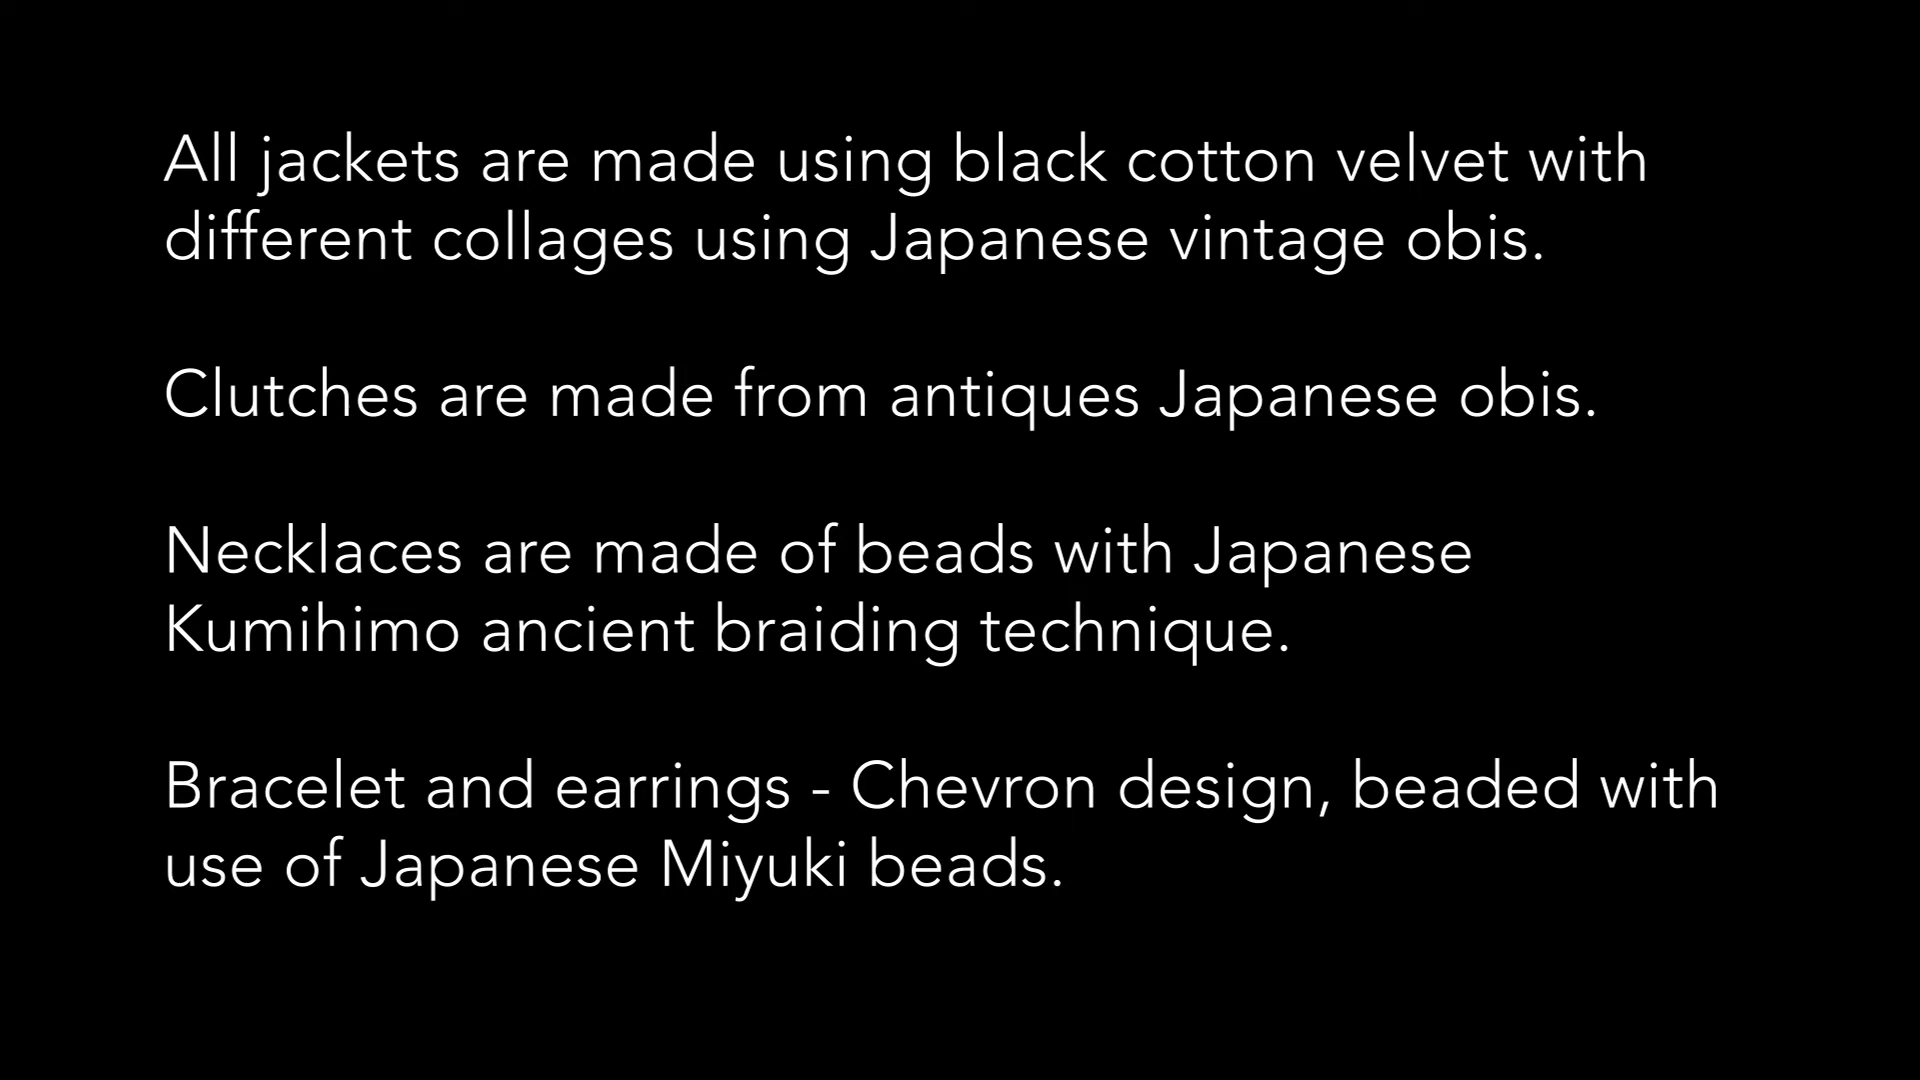 All jackets are made using black cotton velvet with
different collages using Japanese vintage obis.
Clutches are made from antiques Japanese obis.
Necklaces are made of beads with Japanese
Kumihimo ancient braiding technique.
Bracelet and earrings - Chevron design, beaded with
use of Japanese Miyuki beads.